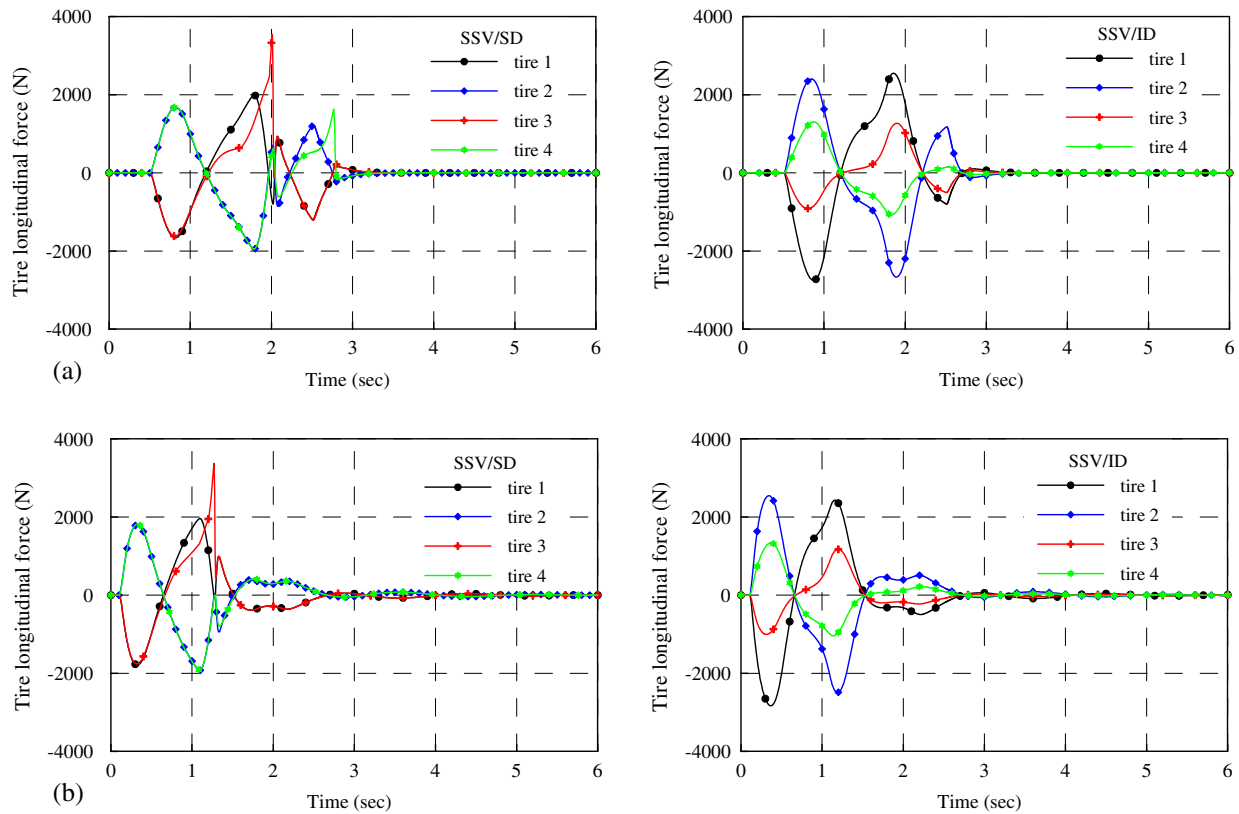 4000
2000
0
-2000
-4000
Tire longitudinal force (N)
SSV/SD
tire 1
tire 2
tire 3
tire 4
0 1 2 3 4 5 6
Time (sec)
(a)
4000
2000
0
-2000
-4000
Tire longitudinal force (N)
SSV/ID
tire 1
tire 2
tire 3
tire 4
0 1 2 3 4 5 6
Time (sec)
4000
2000
0
-2000
-4000
Tire longitudinal force (N)
SSV/SD
tire 1
tire 2
tire 3
tire 4
0 1 2 3 4 5 6
Time (sec)
(b)
4000
2000
0
-2000
-4000
Tire longitudinal force (N)
SSV/ID
tire 1
tire 2
tire 3
tire 4
0 1 2 3 4 5 6
Time (sec)